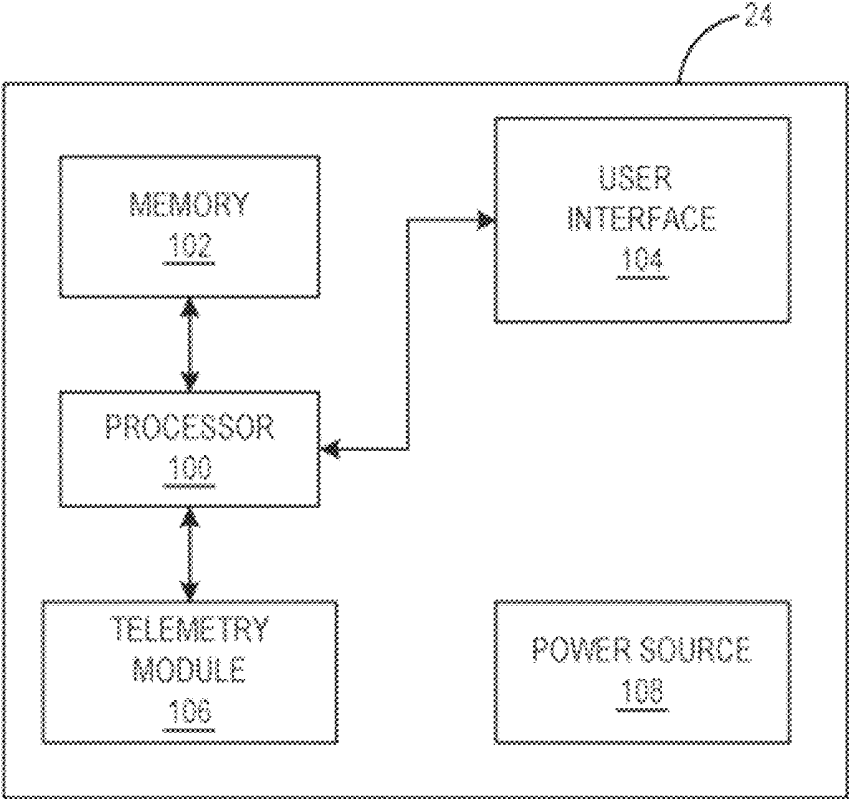 24
MEMORY
102
USER
INTERFACE
104
PROCESSOR
100
TELEMETRY
MODULE
106
POWER SOURCE
108